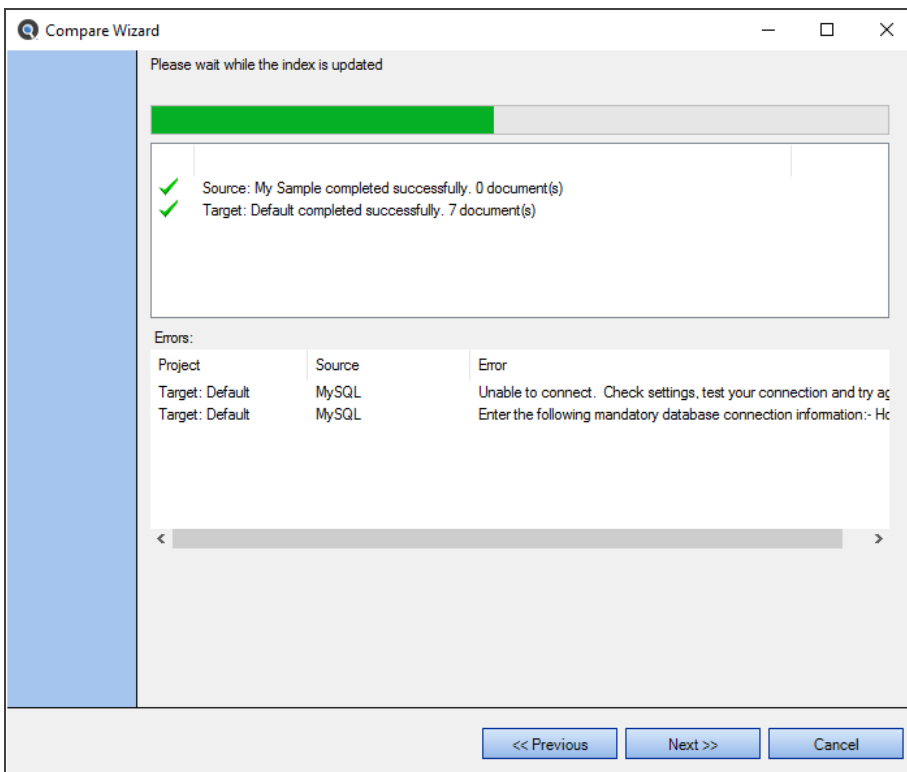 Compare Wizard
Please wait while the index is updated
Source: My Sample completed successfully. 0 document(s)
Target: Default completed successfully. 7 document(s)
Errors:
Project Source Error
Target: Default MySQL Unable to connect. Check settings, test your connection and try ag
Target: Default MySQL Enter the following mandatory database connection information:- Ho
<< Previous Next >> Cancel